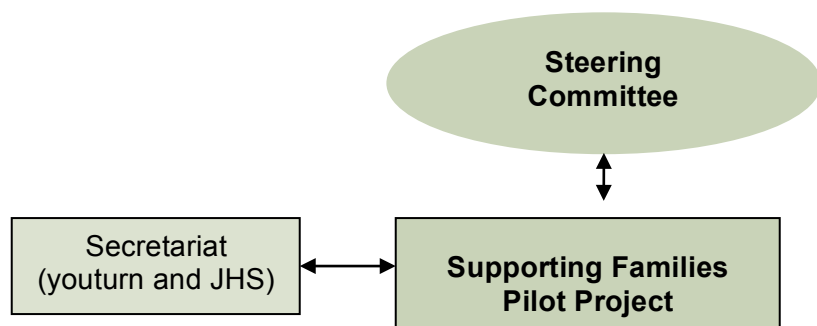 Steering
Committee
Secretariat
(youturn and JHS)
Supporting Families
Pilot Project